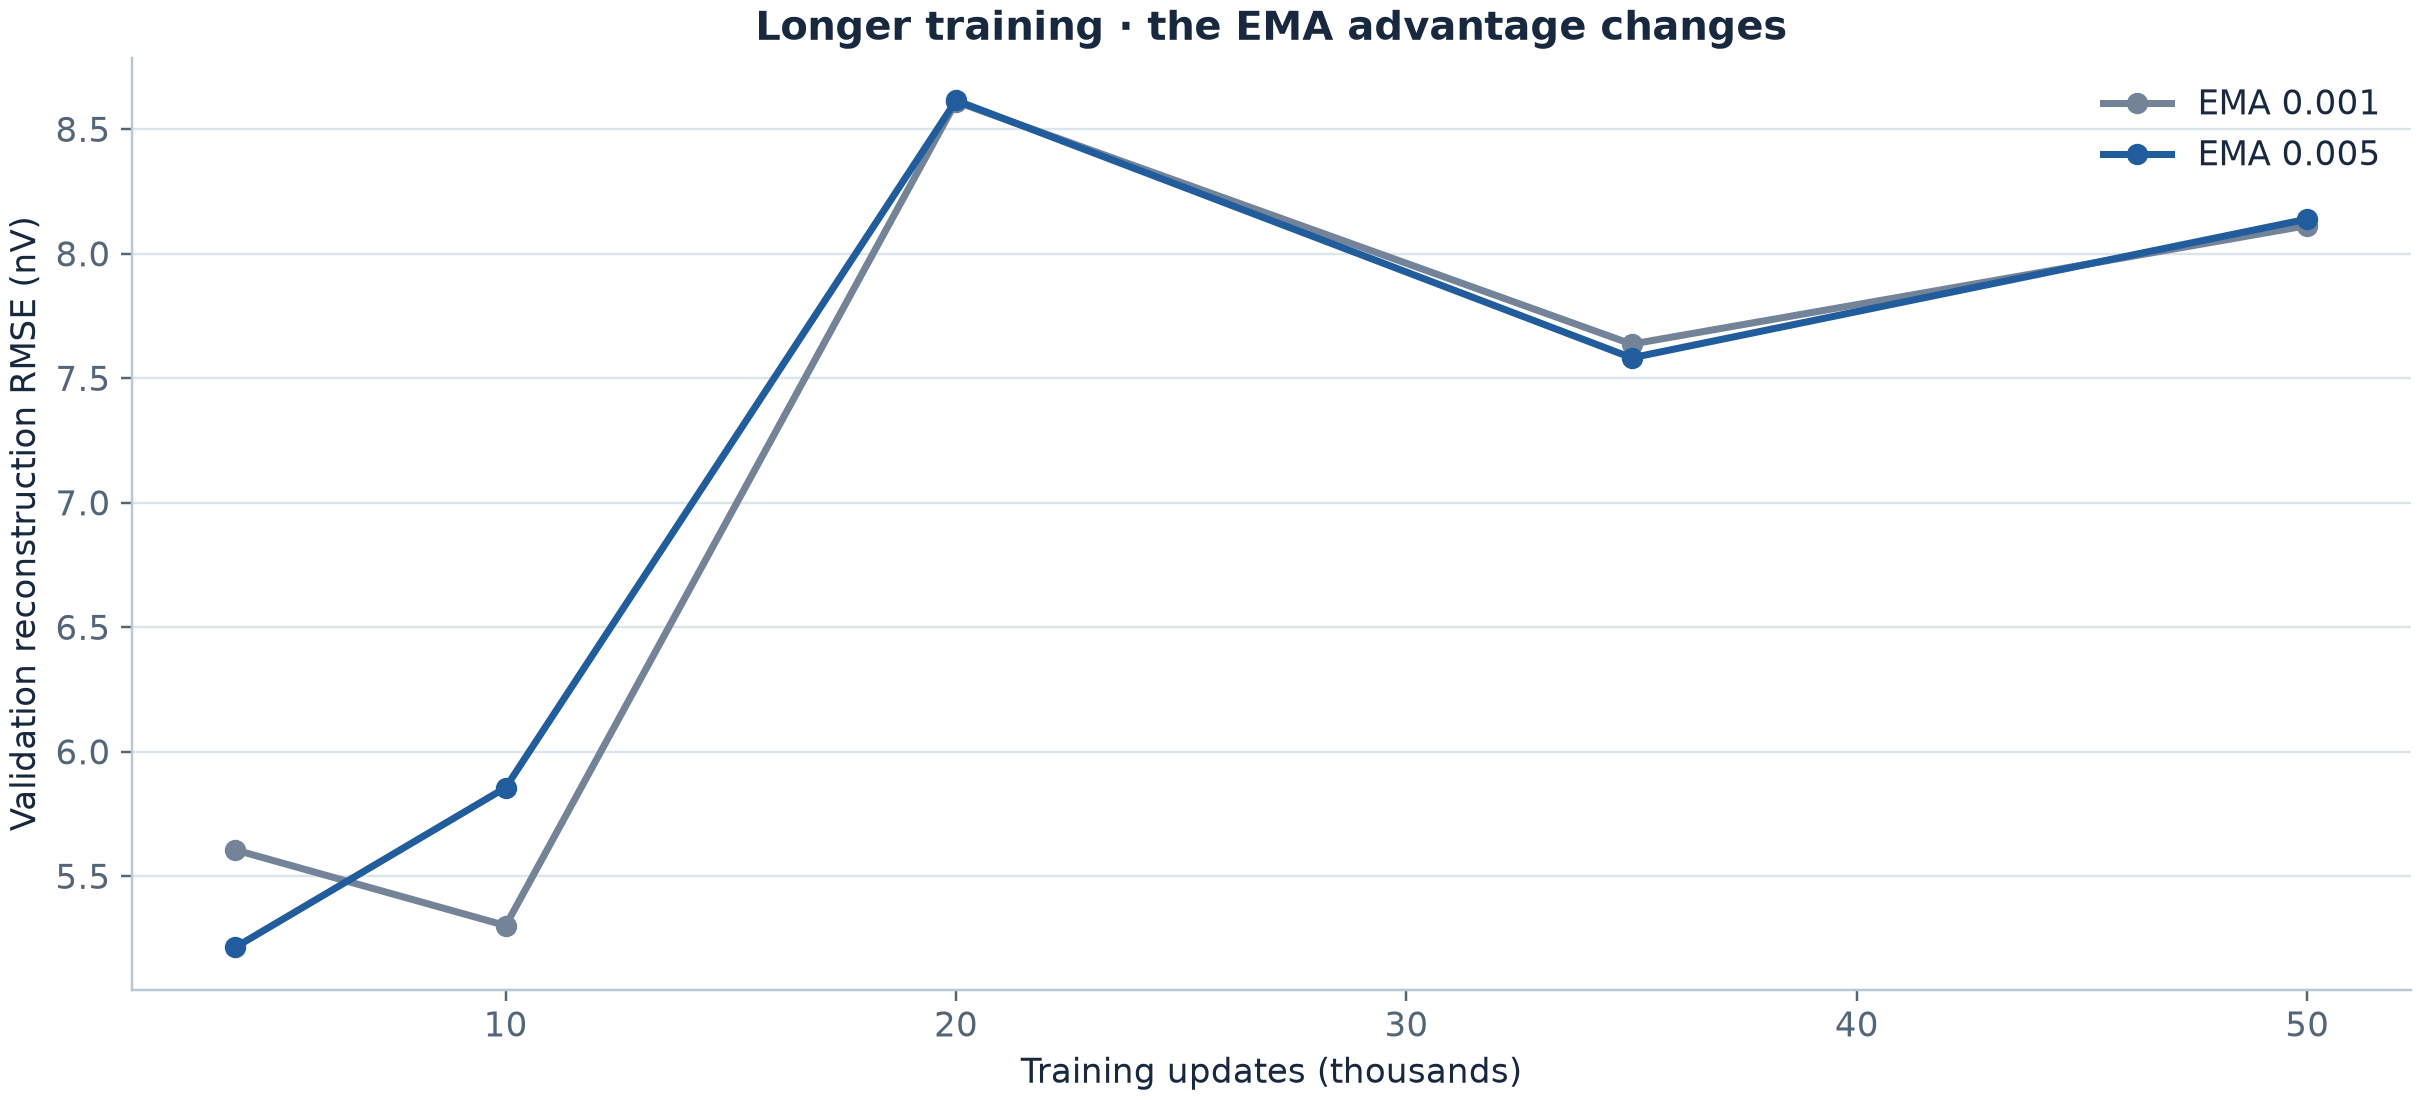 Longer training · the EMA advantage changes
EMA 0.001
EMA 0.005
Validation reconstruction RMSE (nV)
8.5
8.0
7.5
7.0
6.5
6.0
5.5
10
20
30
40
50
Training updates (thousands)